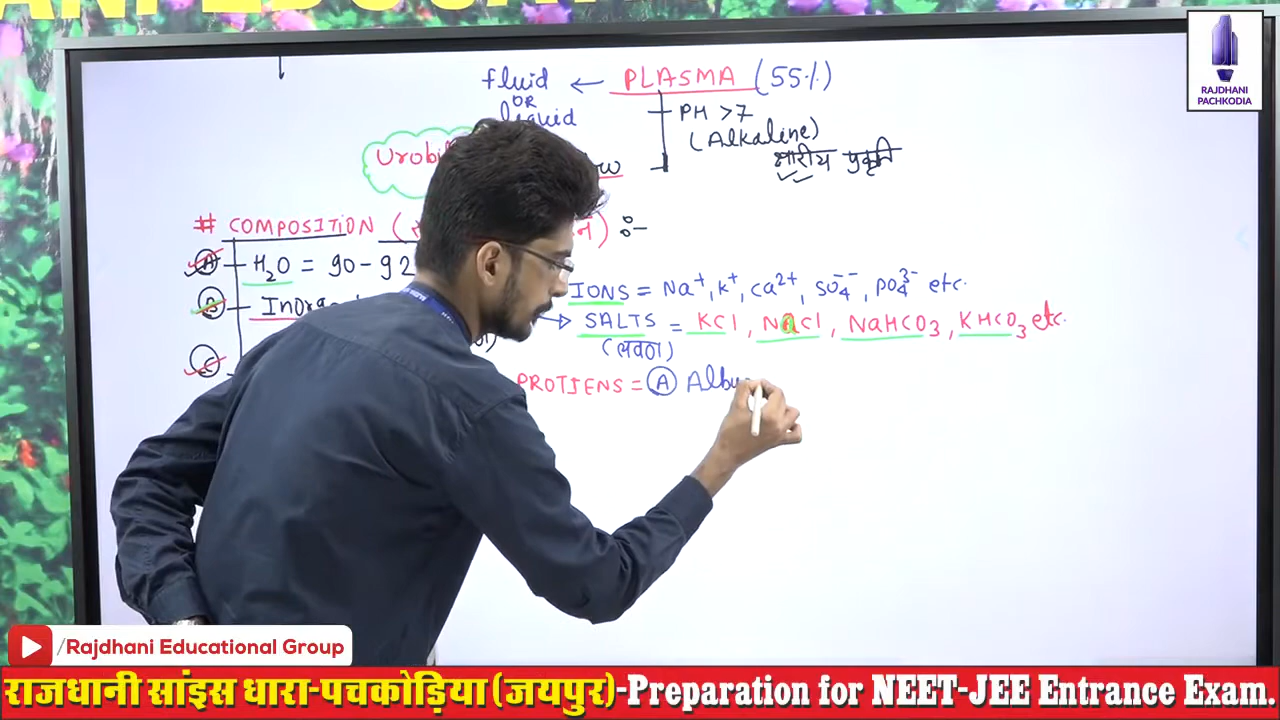 fluid ← PLASMA (55%)
OR
liquid
PH >7
(Alkaline)
क्षारीय प्रकृति
# COMPOSITION (
A H₂O = 90-92
B
C
IONS = Na⁺, K⁺, Ca²⁺, SO₄⁻⁻, PO₄³⁻ etc.
→ SALTS = KCl, NaCl, NaHCO₃, KHCO₃ etc.
(लवण)
PROTIENS = A
RAJDHANI
PACHKODIA
/Rajdhani Educational Group
राजधानी सांइस धारा-पचकोड़िया (जयपुर)-Preparation for NEET-JEE Entrance Exam.